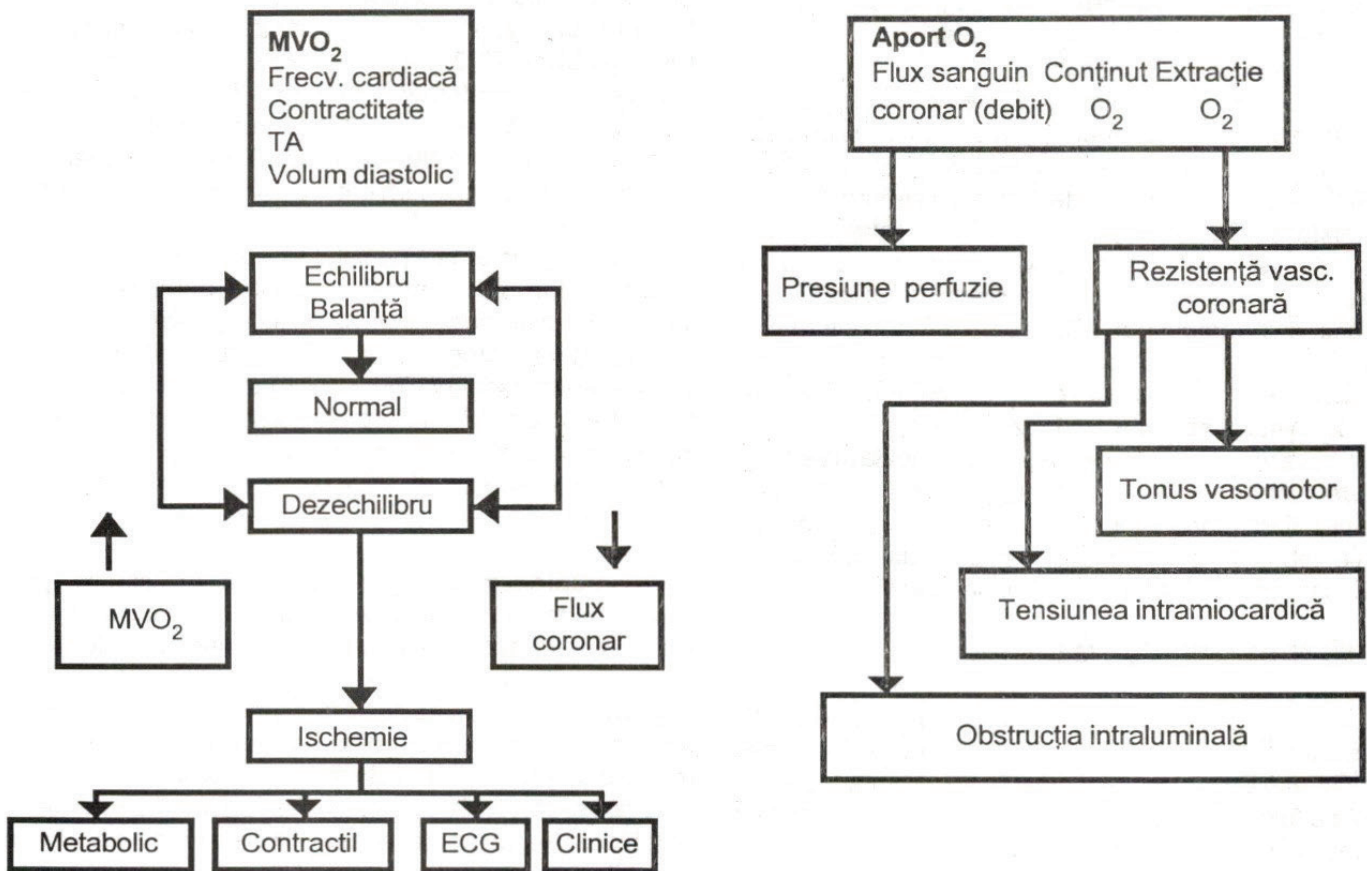 MVO₂
Frecv. cardiacă
Contractitate
TA
Volum diastolic
Echilibru
Balanță
Normal
Dezechilibru
MVO₂
Flux
coronar
Ischemie
Metabolic
Contractil
ECG
Clinice
Aport O₂
Flux sanguin Conținut Extracție
coronar (debit) O₂ O₂
Presiune perfuzie
Rezistență vasc.
coronară
Tonus vasomotor
Tensiunea intramiocardică
Obstrucția intraluminală